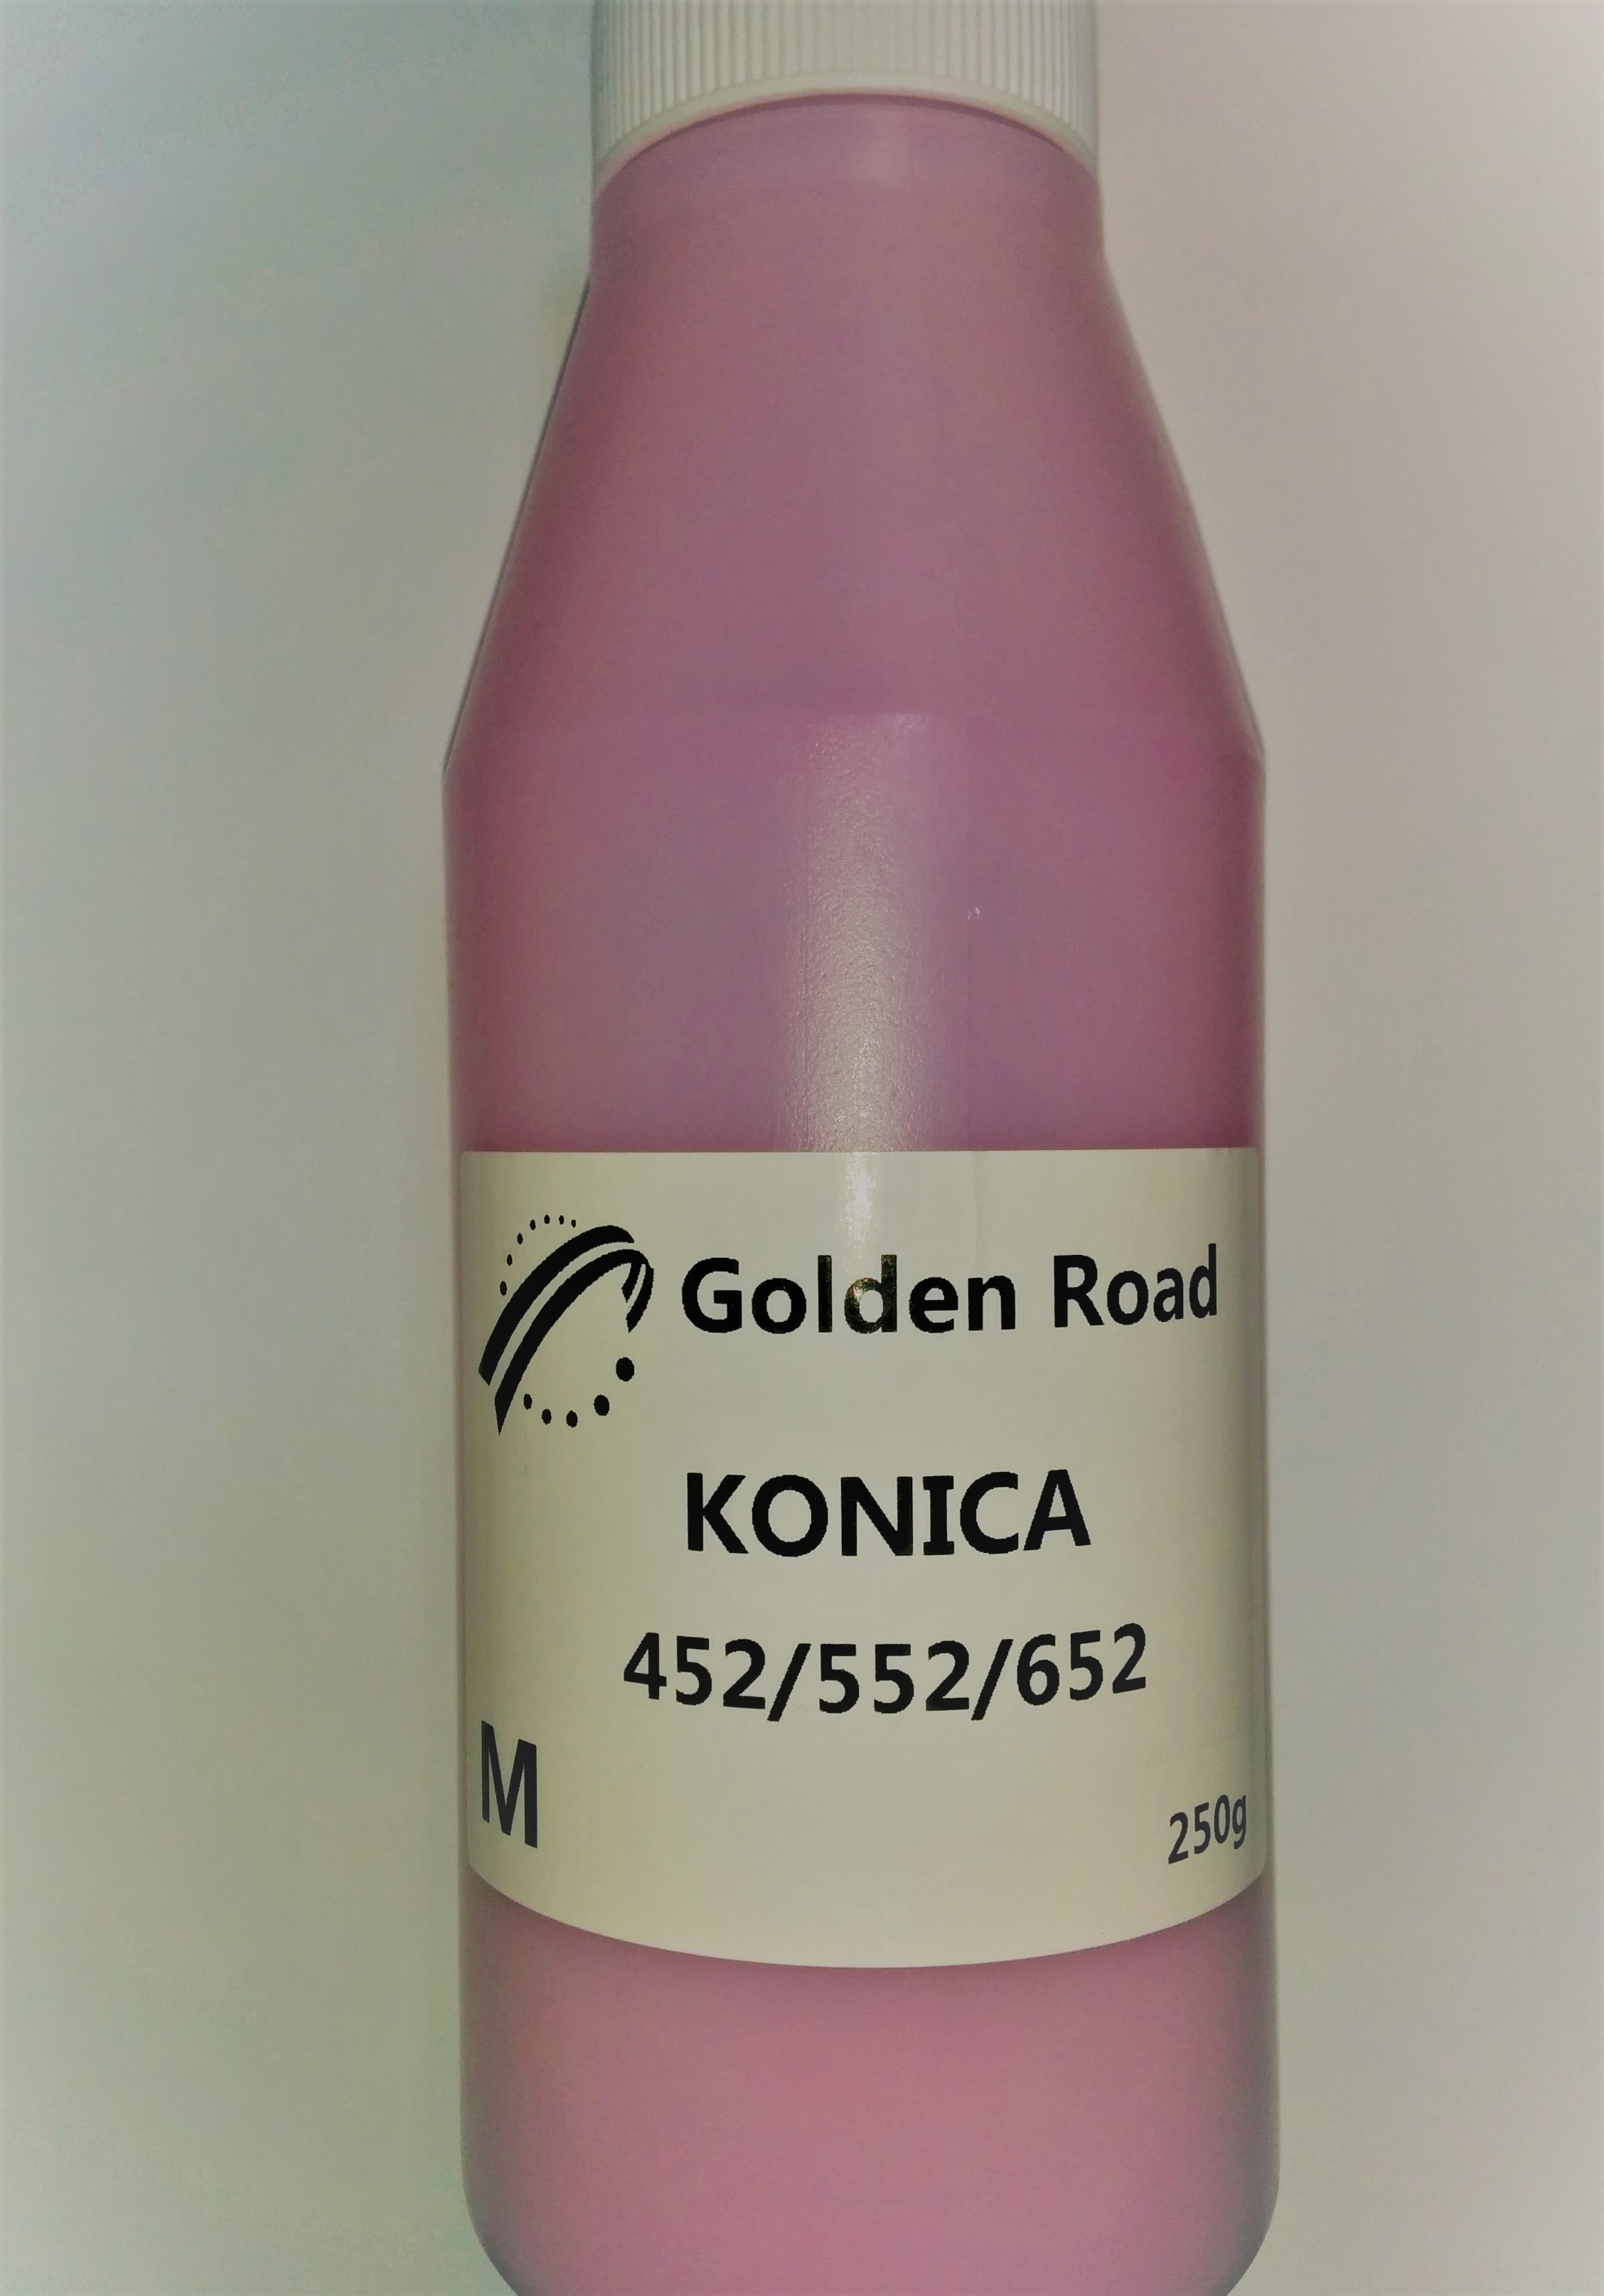 Golden Road
KONICA
452/552/652
M
250g